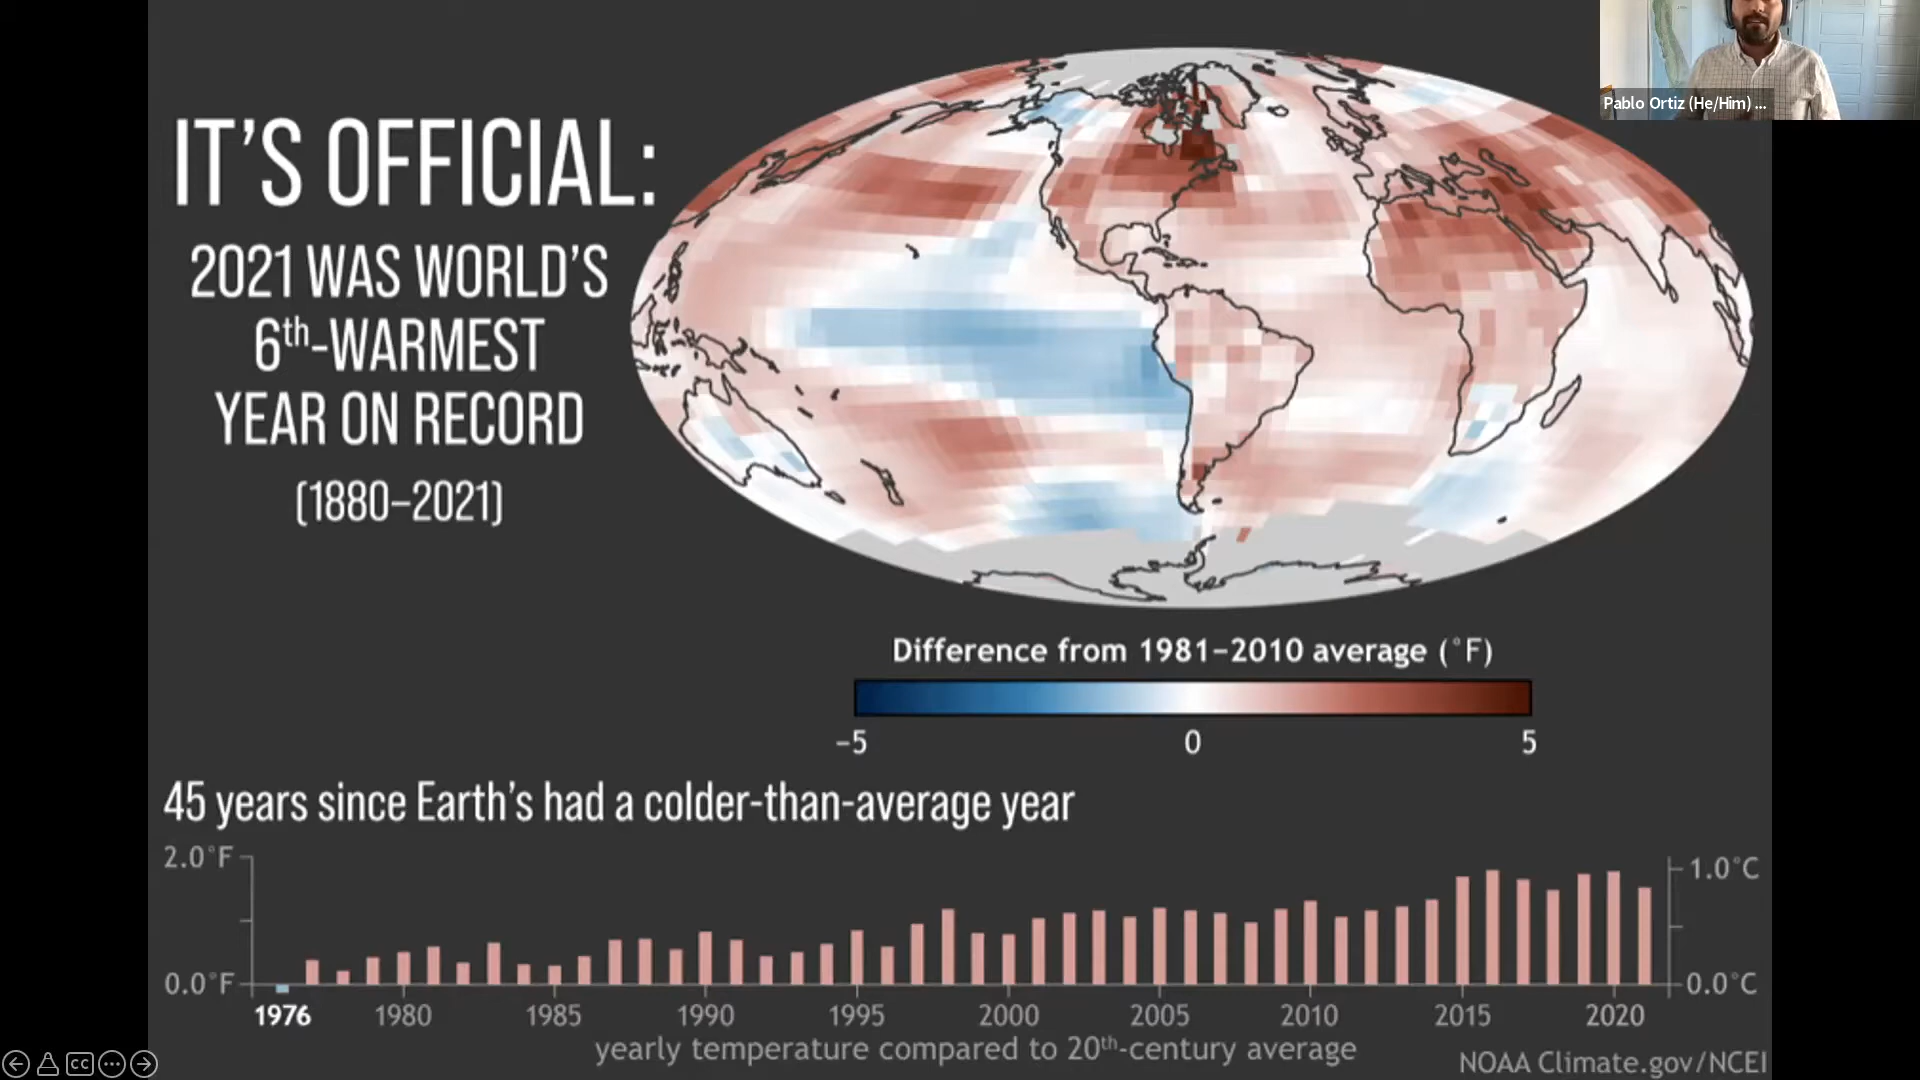 Pablo Ortiz (He/Him) ...
IT'S OFFICIAL:
2021 WAS WORLD'S
6th-WARMEST
YEAR ON RECORD
(1880–2021)
Difference from 1981–2010 average (°F)
−5 0 5
45 years since Earth's had a colder-than-average year
2.0°F 1.0°C
0.0°F 0.0°C
1976 1980 1985 1990 1995 2000 2005 2010 2015 2020
yearly temperature compared to 20th-century average
NOAA Climate.gov/NCEI
CC